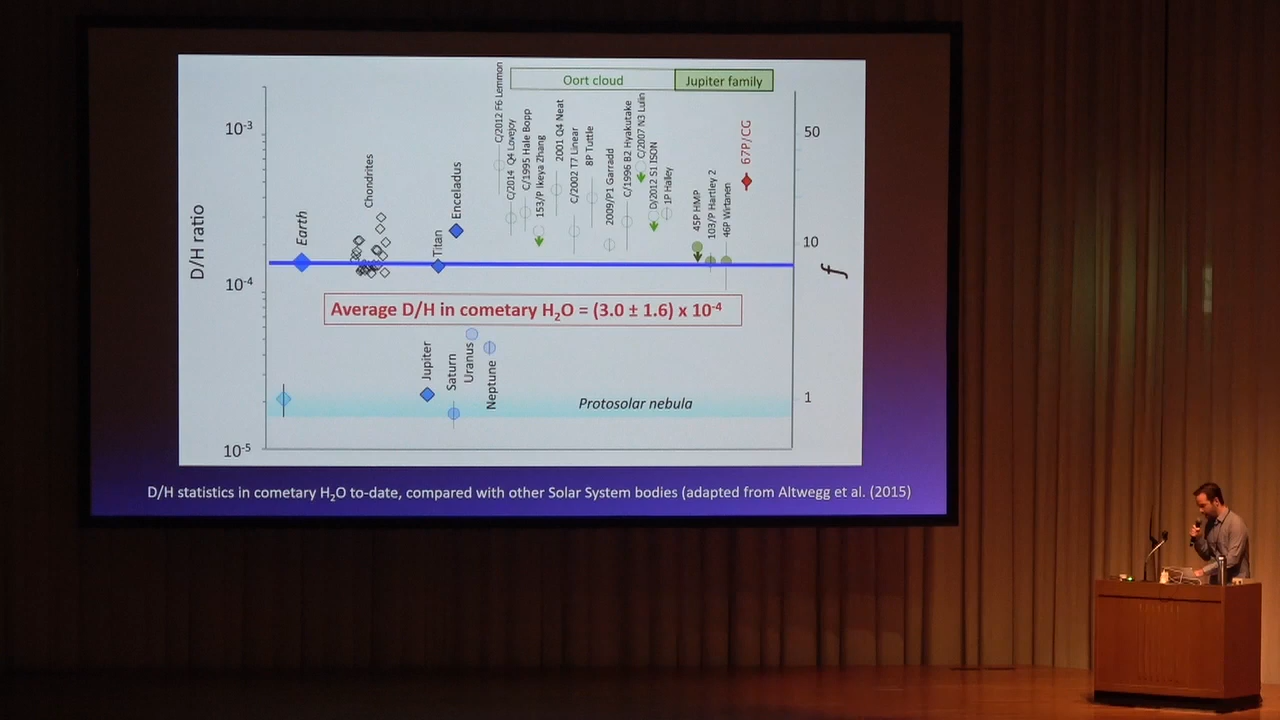 Oort cloud
Jupiter family
D/H ratio
10-3
10-4
10-5
50
10
1
f
Earth
Chondrites
Titan
Enceladus
C/2012 F6 Lemmon
C/2014 Q4 Lovejoy
C/1995 Hale Bopp
153/P Ikeya Zhang
2001 Q4 Neat
C/2002 T7 Linear
8P Tuttle
2009/P1 Garradd
C/1996 B2 Hyakutake
C/2007 N3 Lulin
D/2012 S1 ISON
1P Halley
45P HMP
103/P Hartley 2
46P Wirtanen
67P/CG
Average D/H in cometary H2O = (3.0 ± 1.6) x 10-4
Jupiter
Saturn
Uranus
Neptune
Protosolar nebula
D/H statistics in cometary H2O to-date, compared with other Solar System bodies (adapted from Altwegg et al. (2015)